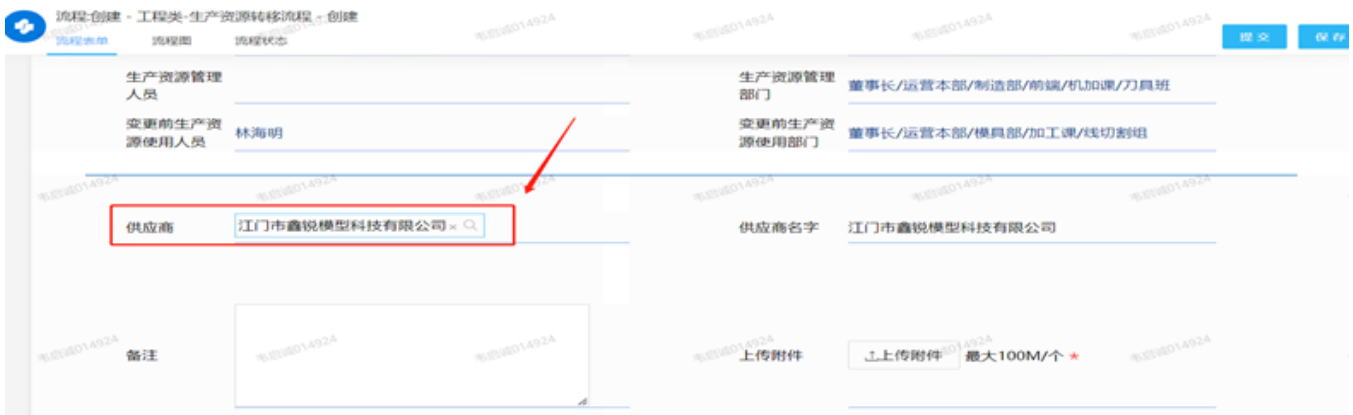 流程:创建 - 工程类-生产资源转移流程 - 创建
流程表单 流程图 流程状态
提交 保存
生产资源管理人员
生产资源管理部门 董事长/运营本部/制造部/前端/机加课/刀具班
变更前生产资源使用人员 林海明
变更前生产资源使用部门 董事长/运营本部/模具部/加工课/线切割组
供应商 江门市鑫锐模型科技有限公司 ×
供应商名字 江门市鑫锐模型科技有限公司
备注
上传附件 上传附件 最大100M/个 *